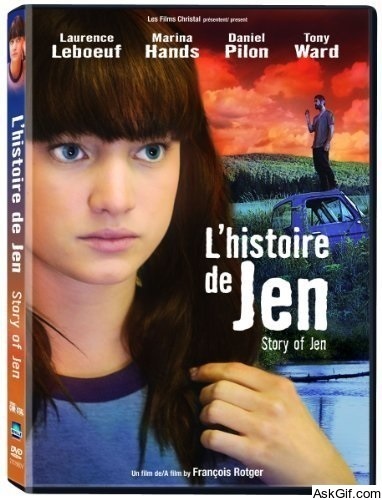 Les Films Christal présentent/ present
Laurence Leboeuf
Marina Hands
Daniel Pilon
Tony Ward
L'histoire de Jen
Story of Jen
Un film de/A film by François Rotger
L'histoire de Jen
Story of Jen
DVD
AskGif.com